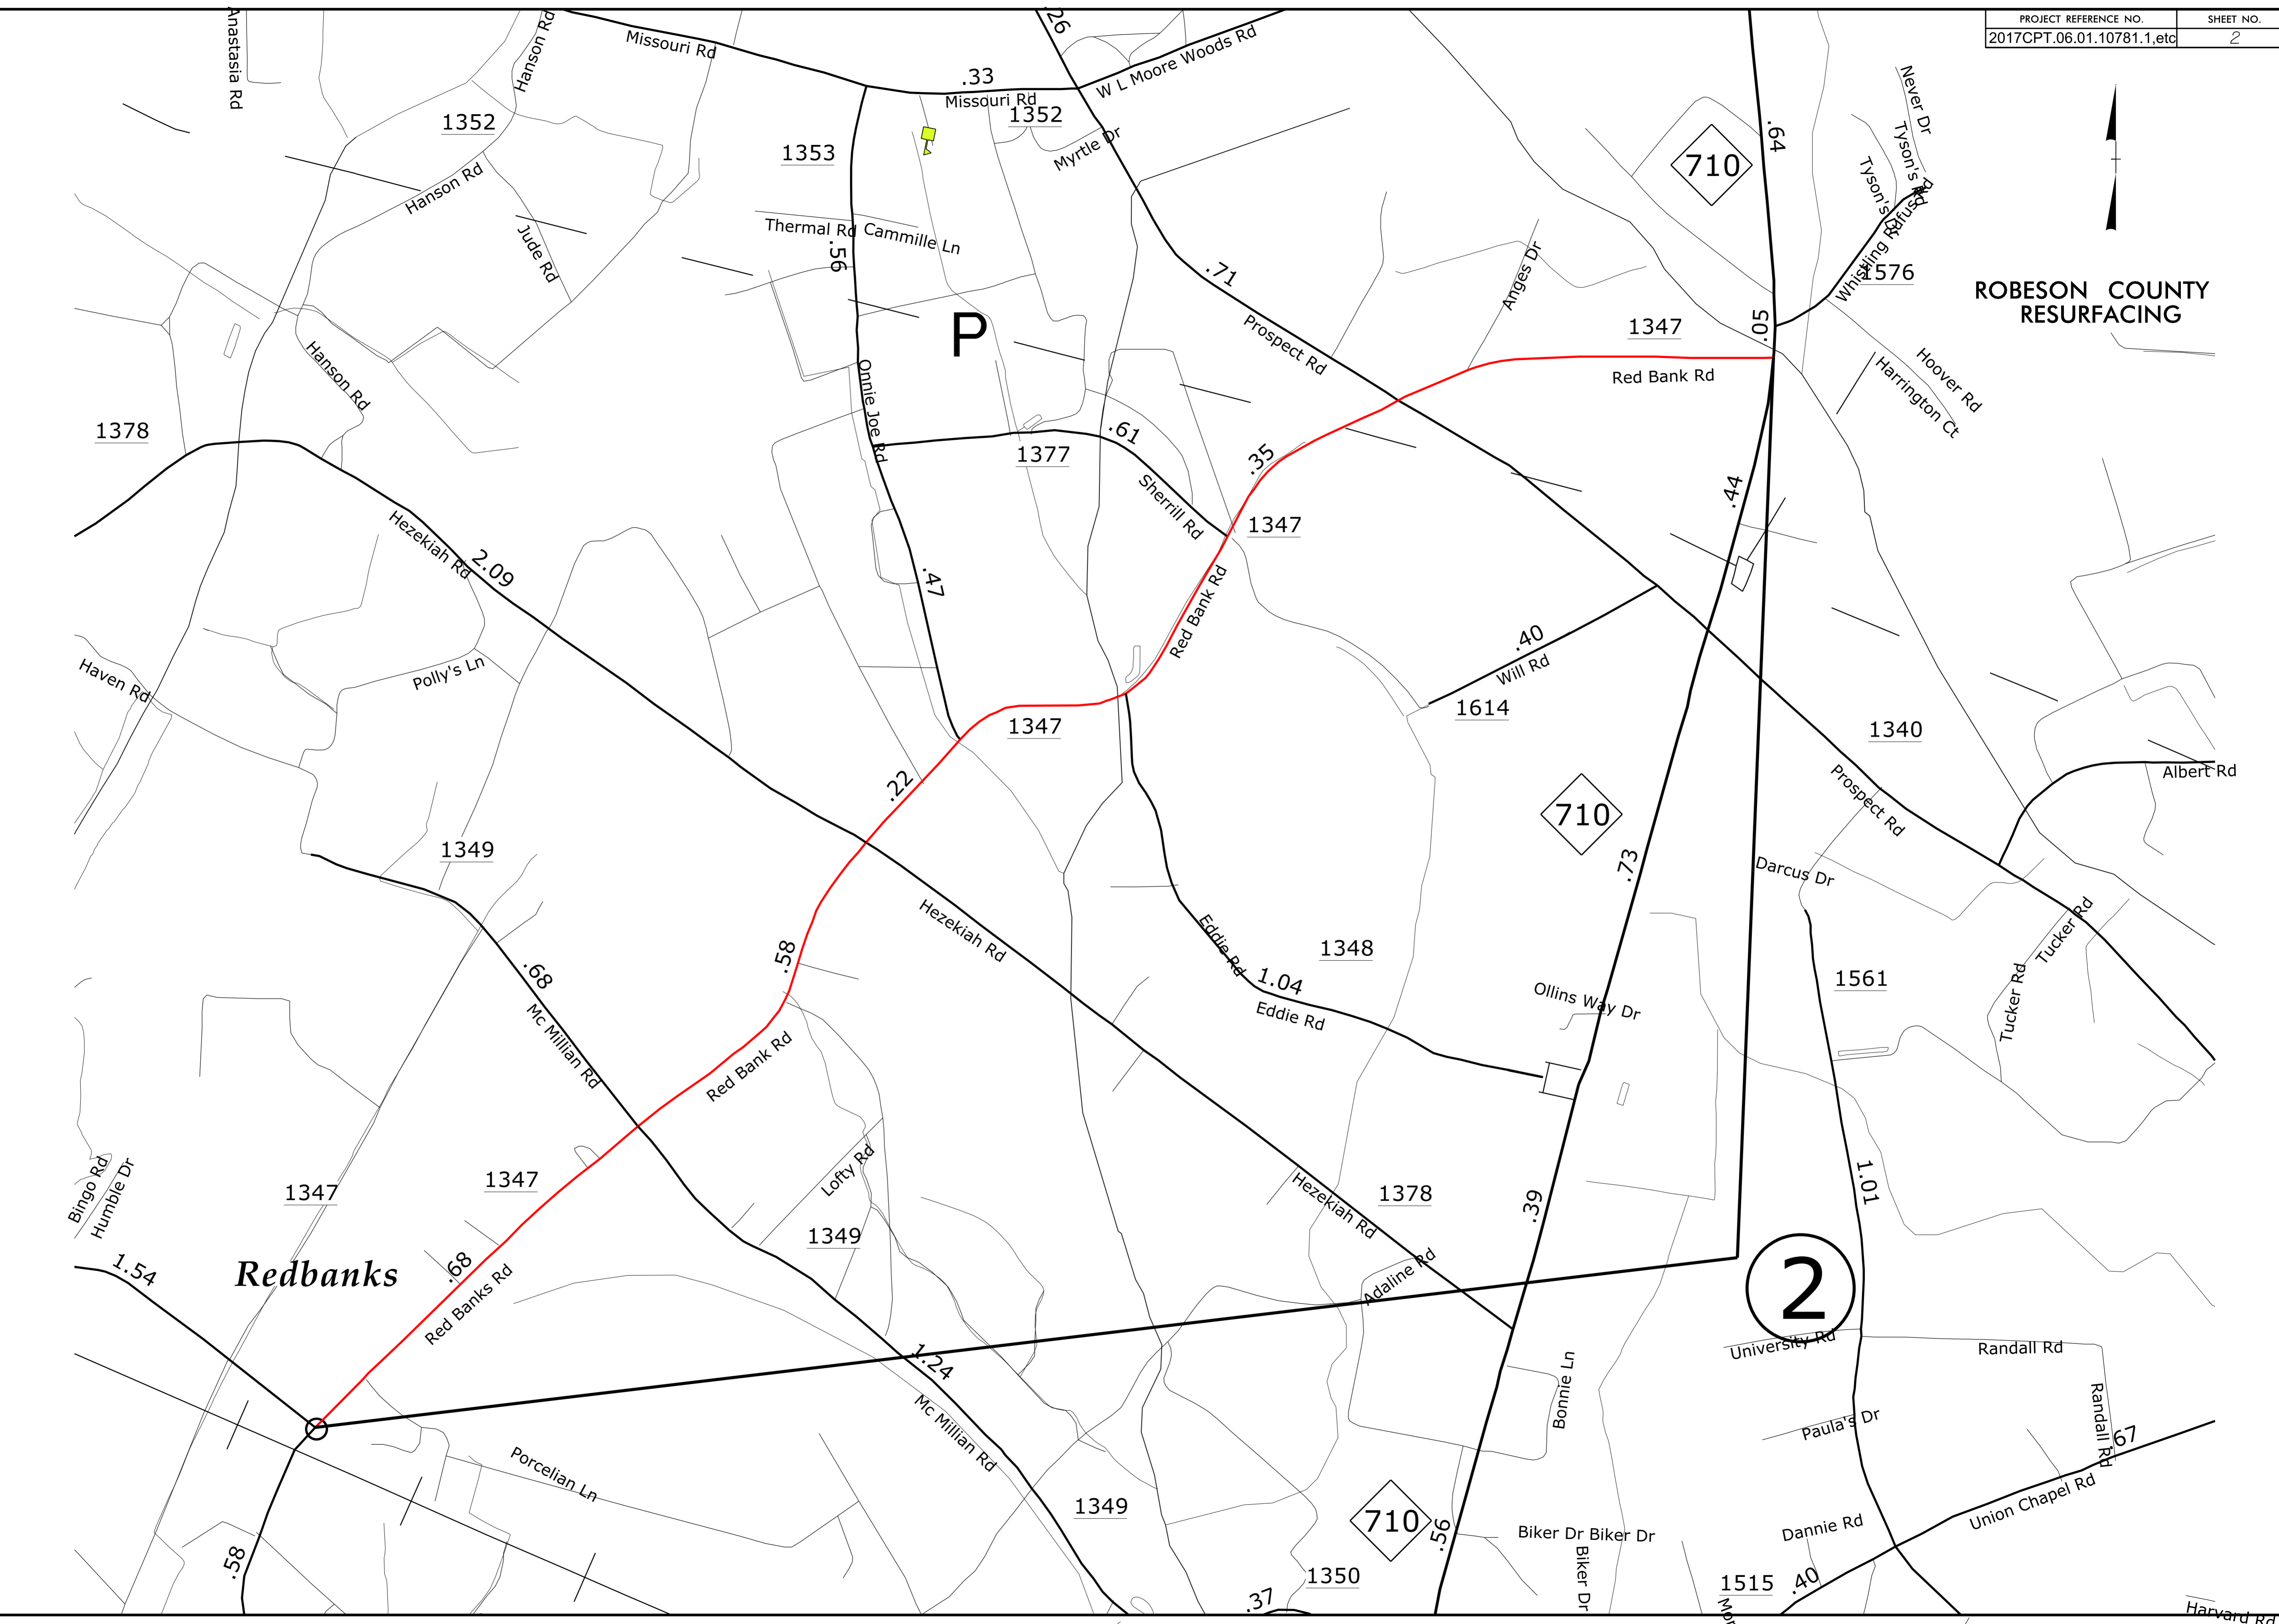 PROJECT REFERENCE NO.
SHEET NO.
2017CPT.06.01.10781.1,etc
2
ROBESON COUNTY
RESURFACING
Anastasia Rd
Hanson Rd
Missouri Rd
.33
Missouri Rd
.26
W L Moore Woods Rd
1352
1352
Hanson Rd
1353
Myrtle Dr
710
.64
Never Dr
Tyson's Rd
Jude Rd
Thermal Rd
Cammille Ln
.56
.71
Anges Dr
Whistling Rufus Rd
1576
P
Prospect Rd
1347
.05
Red Bank Rd
Hoover Rd
Harrington Ct
Hanson Rd
Onnie Joe Rd
1378
.61
1377
.35
Sherrill Rd
.44
1347
Hezekiah Rd
2.09
.47
Red Bank Rd
Haven Rd
Polly's Ln
.40
Will Rd
1614
1347
1340
.22
Albert Rd
Prospect Rd
710
.73
1349
Darcus Dr
Hezekiah Rd
.58
Eddie Rd
1348
Tucker Rd
.68
1.04
Eddie Rd
Ollins Way Dr
1561
Tucker Rd
Mc Millian Rd
Red Bank Rd
Bingo Rd
Humble Dr
1347
1347
Lofty Rd
1349
Hezekiah Rd
1378
.39
1.01
1.54
Redbanks
.68
Red Banks Rd
Adaline Rd
2
University Rd
Randall Rd
1.24
Mc Millian Rd
Bonnie Ln
Paula's Dr
Randall Rd
.67
Porcelian Ln
1349
710
.56
Biker Dr
Biker Dr
Biker Dr
Dannie Rd
Union Chapel Rd
.58
1350
.37
1515
.40
Harvard Rd